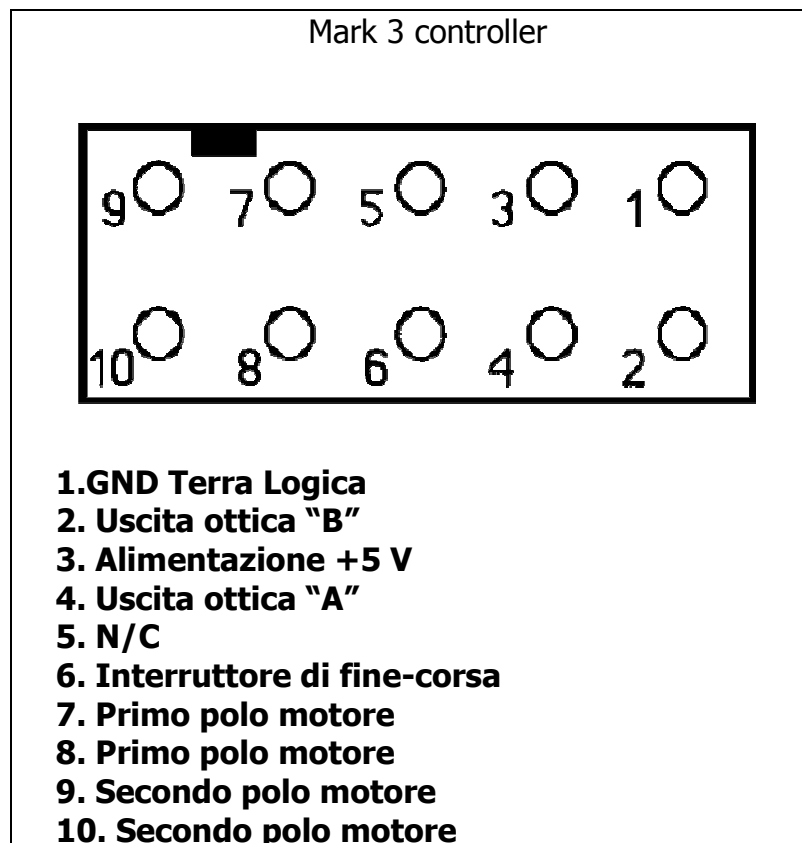 Mark 3 controller
9 7 5 3 1
10 8 6 4 2
1.GND Terra Logica
2. Uscita ottica “B”
3. Alimentazione +5 V
4. Uscita ottica “A”
5. N/C
6. Interruttore di fine-corsa
7. Primo polo motore
8. Primo polo motore
9. Secondo polo motore
10. Secondo polo motore